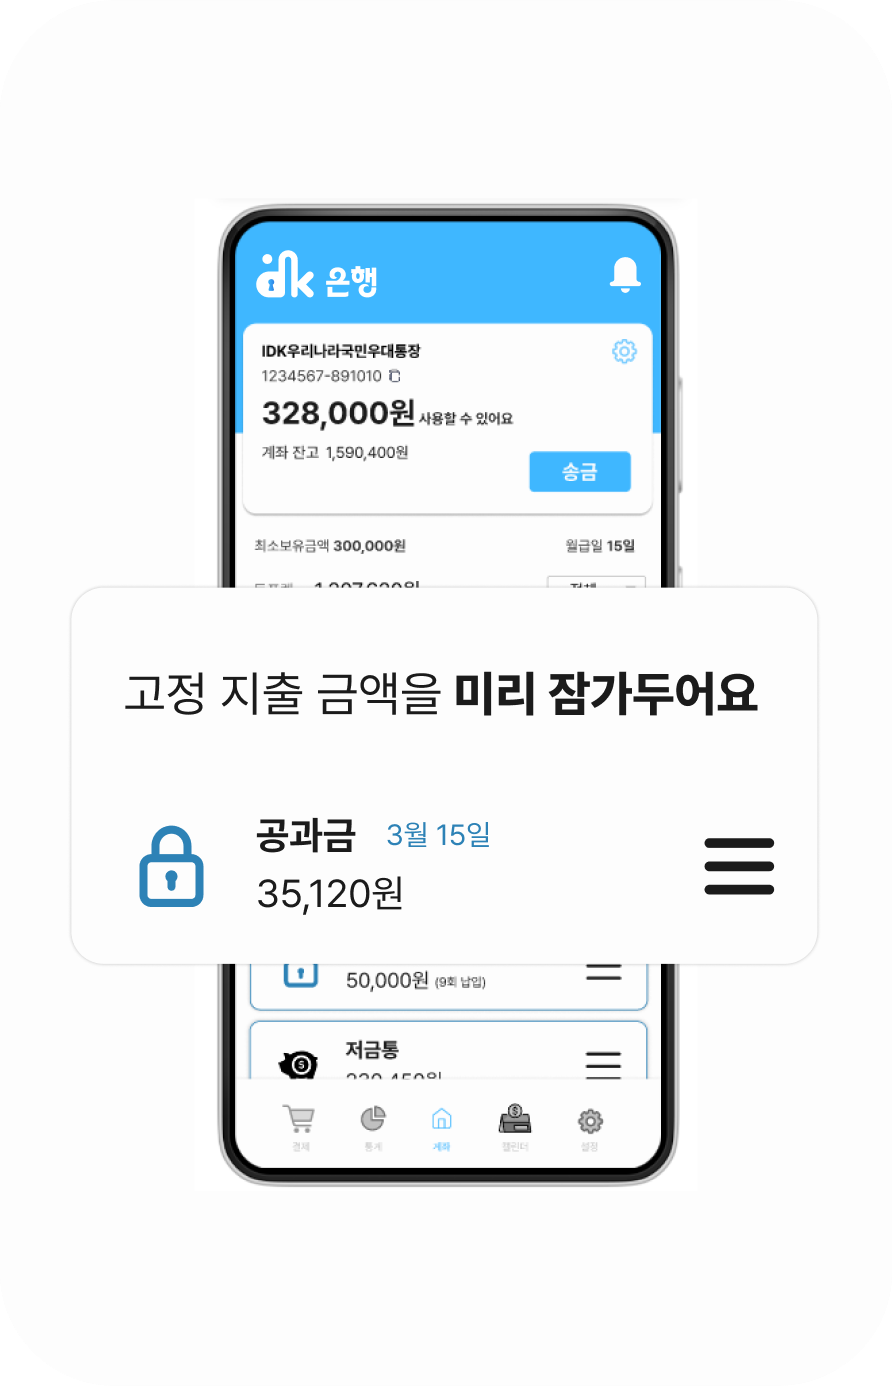 idk 은행
IDK우리나라국민우대통장
1234567-891010
328,000원 사용할 수 있어요
계좌 잔고 1,590,400원
송금
최소보유금액 300,000원
월급일 15일
전체
고정 지출 금액을 미리 잠가두어요
공과금 3월 15일
35,120원
50,000원 (9회 납입)
저금통
결제
통계
계좌
캘린더
설정